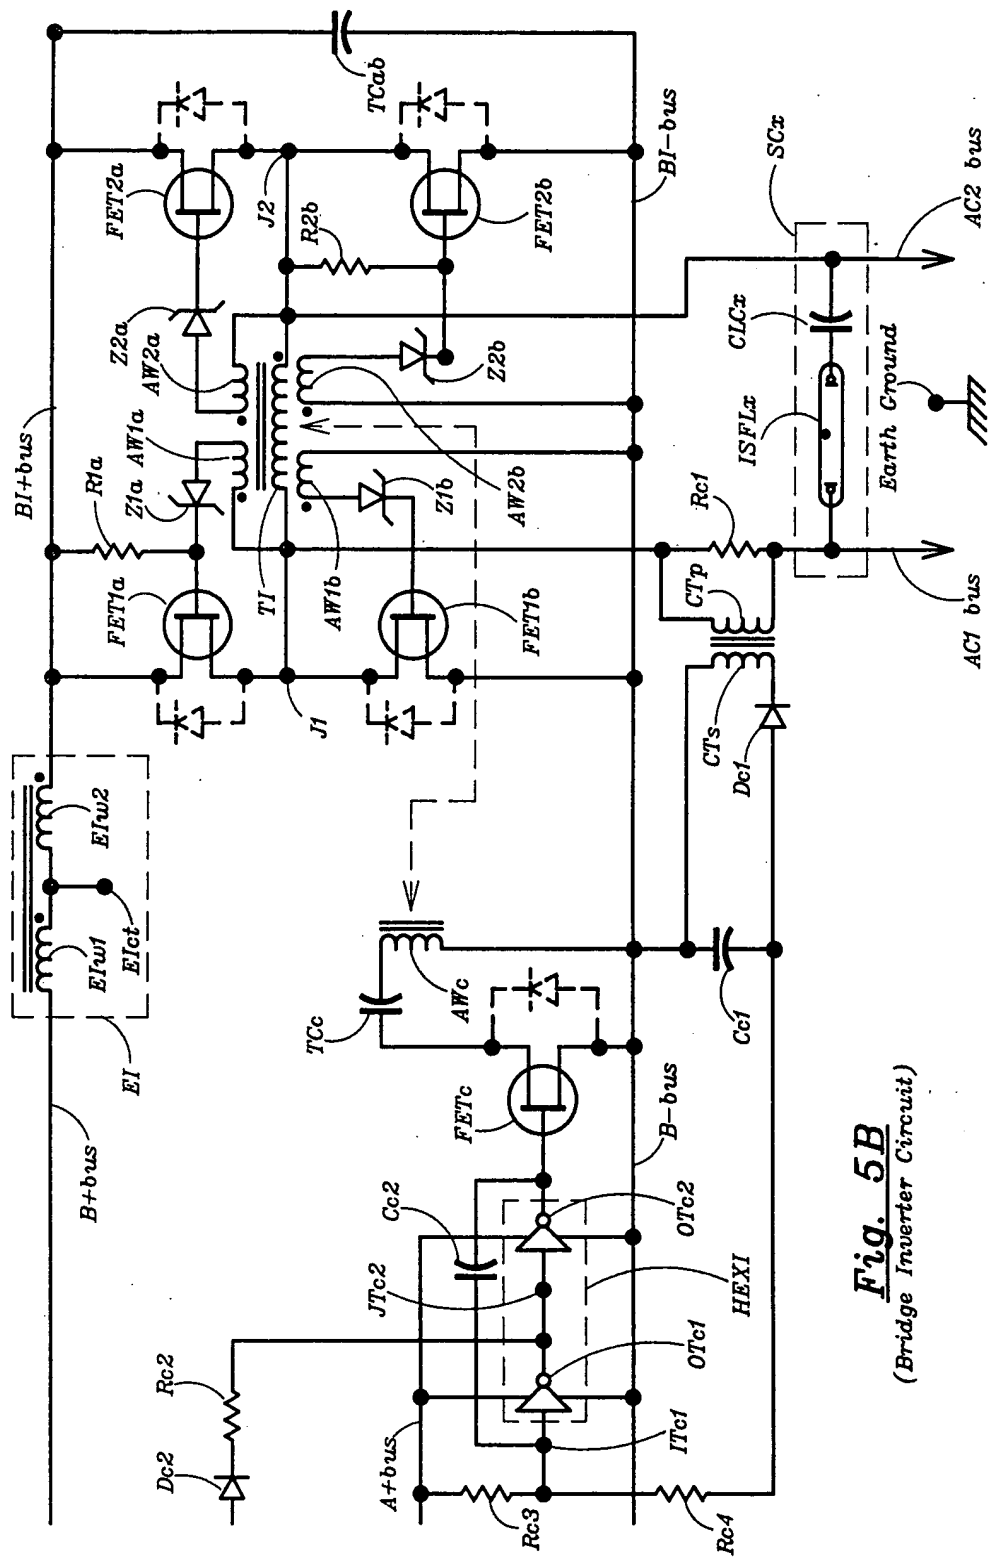 B+bus
EI
EIw1
EIct
EIw2
BI+bus
R1a
Z1a
AW1a
Z2a
AW2a
FET1a
FET2a
TI
J1
J2
R2b
TCab
AW1b
FET1b
Z1b
AW2b
Z2b
FET2b
BI-bus
Dc2
Rc2
A+bus
JTc2
Cc2
FETc
TCc
AWc
B-bus
Rc3
ITc1
OTc1
HEXI
OTc2
Rc4
Cc1
CTs
Dc1
CTp
Rc1
ISFLx
CLCx
SCx
Earth Ground
AC1 bus
AC2 bus
Fig. 5B
(Bridge Inverter Circuit)